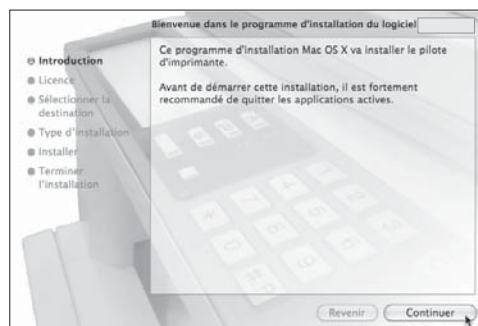 Bienvenue dans le programme d'installation du logiciel
Introduction
Licence
Sélectionner la
destination
Type d'installation
Installer
Terminer
l'installation
Ce programme d'installation Mac OS X va installer le pilote
d'imprimante.
Avant de démarrer cette installation, il est fortement
recommandé de quitter les applications actives.
Revenir
Continuer